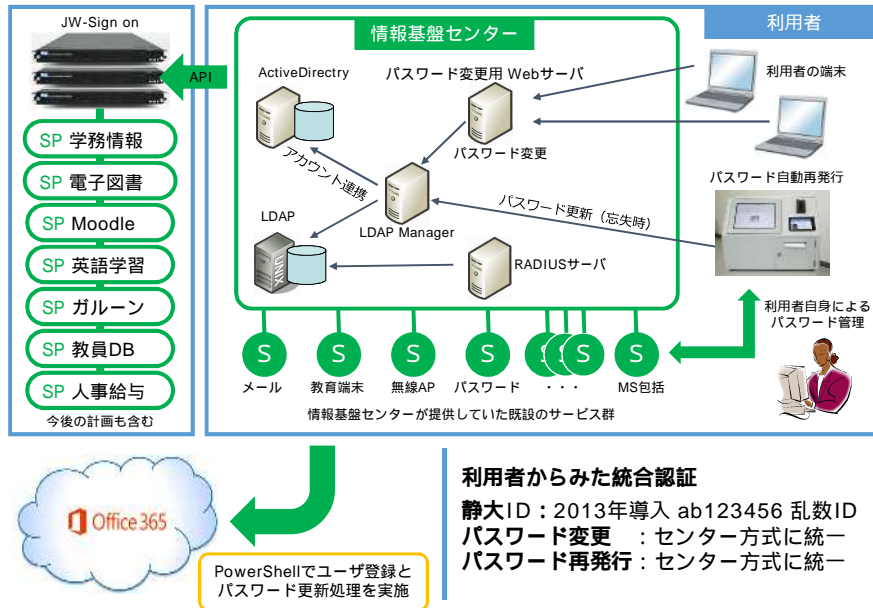 JW-Sign on
SP 学務情報
SP 電子図書
SP Moodle
SP 英語学習
SP ガルーン
SP 教員DB
SP 人事給与
今後の計画も含む
API
情報基盤センター
ActiveDirectry
パスワード変更用 Webサーバ
パスワード変更
アカウント連携
LDAP
UNIX
LDAP Manager
パスワード更新（忘失時）
RADIUSサーバ
利用者
利用者の端末
パスワード自動再発行
利用者自身による
パスワード管理
S
S
S
S
S
S
S
S
メール
教育端末
無線AP
パスワード
・・・
MS包括
情報基盤センターが提供していた既設のサービス群
Office 365
PowerShellでユーザ登録と
パスワード更新処理を実施
利用者からみた統合認証
静大ID：2013年導入 ab123456 乱数ID
パスワード変更　：センター方式に統一
パスワード再発行：センター方式に統一